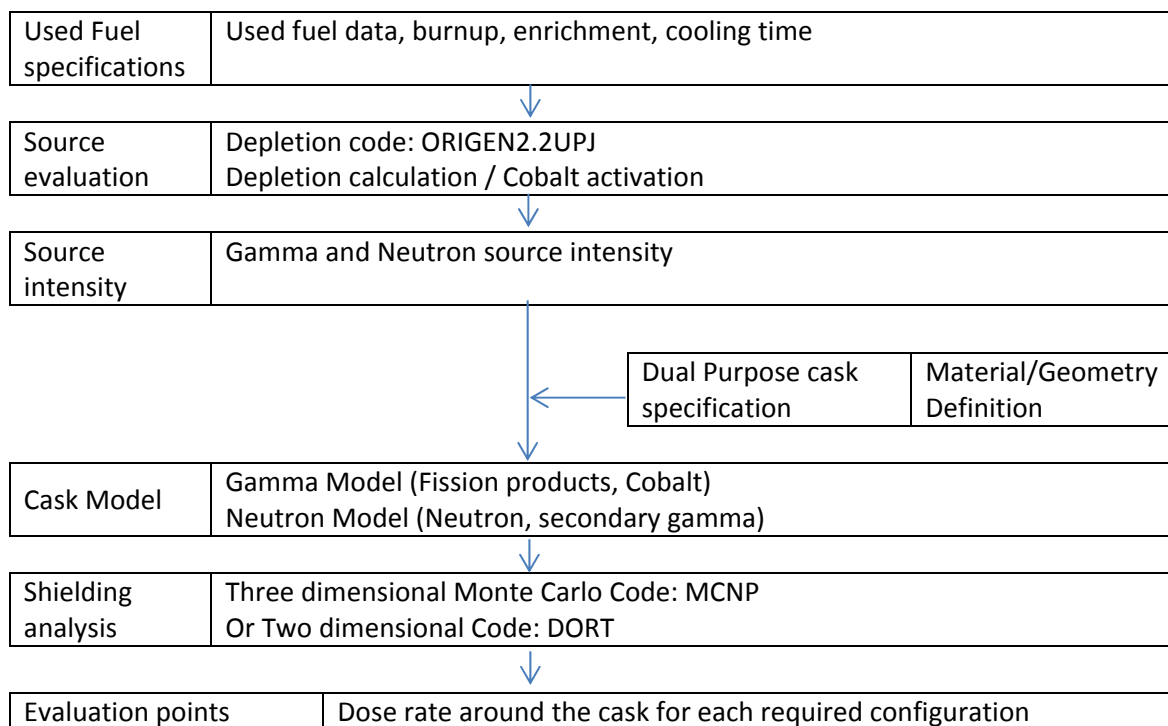 Used Fuel specifications
Used fuel data, burnup, enrichment, cooling time
Source evaluation
Depletion code: ORIGEN2.2UPJ
Depletion calculation / Cobalt activation
Source intensity
Gamma and Neutron source intensity
Dual Purpose cask specification
Material/Geometry Definition
Cask Model
Gamma Model (Fission products, Cobalt)
Neutron Model (Neutron, secondary gamma)
Shielding analysis
Three dimensional Monte Carlo Code: MCNP
Or Two dimensional Code: DORT
Evaluation points
Dose rate around the cask for each required configuration